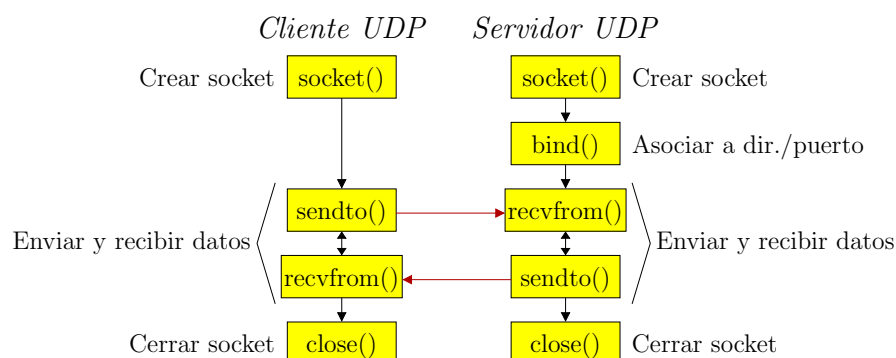 Cliente UDP Servidor UDP
Crear socket socket() socket() Crear socket
bind() Asociar a dir./puerto
sendto() recvfrom()
Enviar y recibir datos Enviar y recibir datos
recvfrom() sendto()
Cerrar socket close() close() Cerrar socket